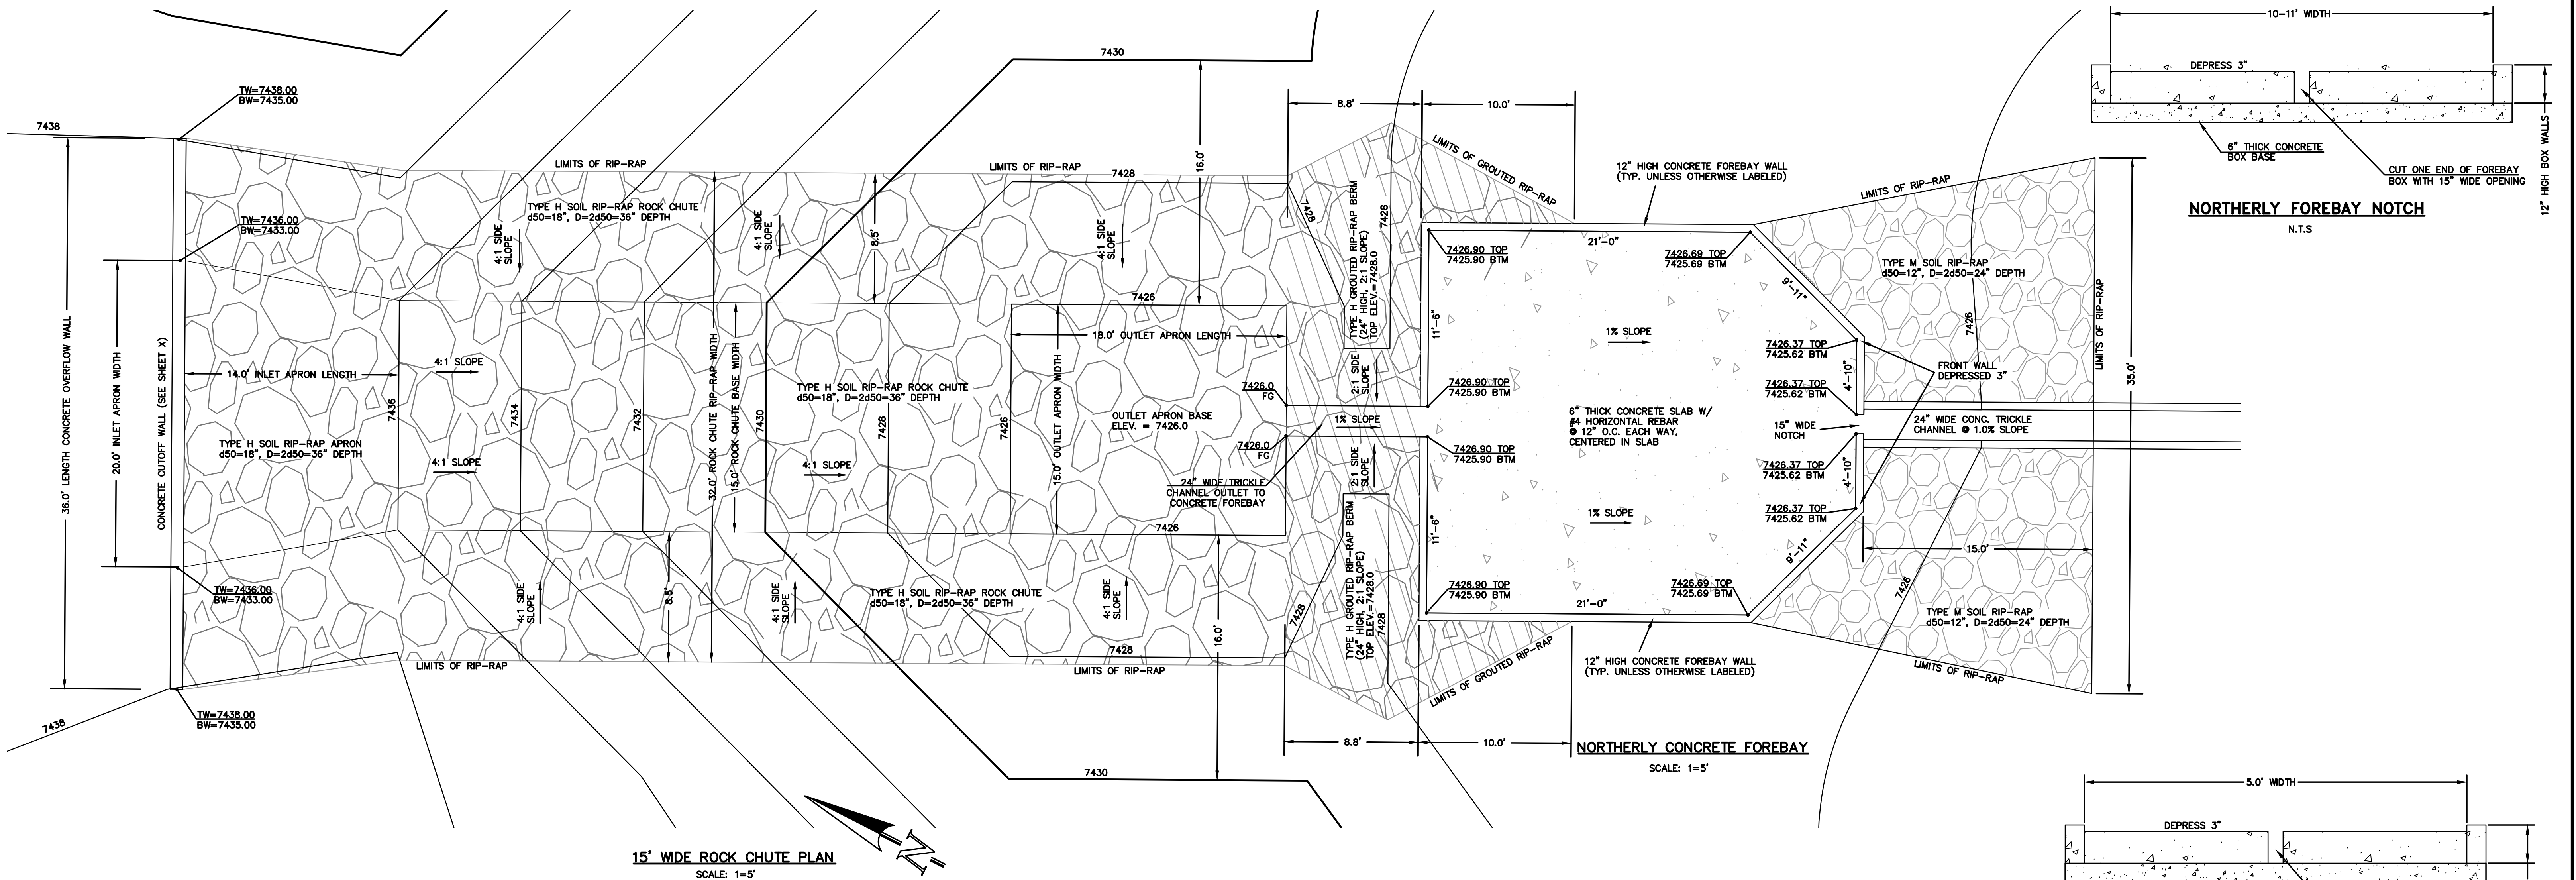 7438
TW=7438.00
BW=7435.00
36.0' LENGTH CONCRETE OVERFLOW WALL
20.0' INLET APRON WIDTH
CONCRETE CUTOFF WALL (SEE SHEET X)
TW=7436.00
BW=7433.00
TYPE H SOIL RIP-RAP APRON
d50=18", D=2d50=36" DEPTH
14.0' INLET APRON LENGTH
TW=7436.00
BW=7433.00
TW=7438.00
BW=7435.00
7438
LIMITS OF RIP-RAP
TYPE H SOIL RIP-RAP ROCK CHUTE
d50=18", D=2d50=36" DEPTH
4:1 SIDE
SLOPE
4:1 SLOPE
4:1 SLOPE
7436
7434
7432
32.0' ROCK CHUTE RIP-RAP WIDTH
15.0' ROCK CHUTE BASE WIDTH
7430
4:1 SIDE
SLOPE
8.5'
TYPE H SOIL RIP-RAP ROCK CHUTE
d50=18", D=2d50=36" DEPTH
4:1 SLOPE
7428
7426
4:1 SIDE
SLOPE
8.5'
4:1 SIDE
SLOPE
TYPE H SOIL RIP-RAP ROCK CHUTE
d50=18", D=2d50=36" DEPTH
LIMITS OF RIP-RAP
7430
LIMITS OF RIP-RAP
7428
16.0'
4:1 SIDE
SLOPE
7426
18.0' OUTLET APRON LENGTH
15.0' OUTLET APRON WIDTH
OUTLET APRON BASE
ELEV. = 7426.0
7426.0
FG
7426.0
FG
24" WIDE TRICKLE
CHANNEL OUTLET TO
CONCRETE FOREBAY
7426
4:1 SIDE
SLOPE
16.0'
7428
LIMITS OF RIP-RAP
7430
8.8'
10.0'
LIMITS OF GROUTED RIP-RAP
7428
TYPE H GROUTED RIP-RAP BERM
(24" HIGH, 2:1 SLOPE)
TOP ELEV.=7428.0
7428
2:1 SIDE
SLOPE
1% SLOPE
2:1 SIDE
SLOPE
7428
TYPE H GROUTED RIP-RAP BERM
(24" HIGH, 2:1 SLOPE)
TOP ELEV.=7428.0
7428
LIMITS OF GROUTED RIP-RAP
8.8'
10.0'
12" HIGH CONCRETE FOREBAY WALL
(TYP. UNLESS OTHERWISE LABELED)
21'-0"
7426.90 TOP
7425.90 BTM
7426.69 TOP
7425.69 BTM
11'-6"
1% SLOPE
9'-11"
7426.90 TOP
7425.90 BTM
7426.37 TOP
7425.62 BTM
7426.37 TOP
7425.62 BTM
4'-10"
FRONT WALL
DEPRESSED 3"
6" THICK CONCRETE SLAB W/
#4 HORIZONTAL REBAR
@ 12" O.C. EACH WAY,
CENTERED IN SLAB
15" WIDE
NOTCH
24" WIDE CONC. TRICKLE
CHANNEL @ 1.0% SLOPE
7426.90 TOP
7425.90 BTM
7426.37 TOP
7425.62 BTM
4'-10"
7426.37 TOP
7425.62 BTM
11'-6"
1% SLOPE
9'-11"
7426.90 TOP
7425.90 BTM
7426.69 TOP
7425.69 BTM
21'-0"
12" HIGH CONCRETE FOREBAY WALL
(TYP. UNLESS OTHERWISE LABELED)
LIMITS OF RIP-RAP
TYPE M SOIL RIP-RAP
d50=12", D=2d50=24" DEPTH
7426
LIMITS OF RIP-RAP
35.0'
15.0'
7426
TYPE M SOIL RIP-RAP
d50=12", D=2d50=24" DEPTH
LIMITS OF RIP-RAP
NORTHERLY CONCRETE FOREBAY
SCALE: 1=5'
15' WIDE ROCK CHUTE PLAN
SCALE: 1=5'
N
10-11' WIDTH
DEPRESS 3"
12" HIGH BOX WALLS
6" THICK CONCRETE
BOX BASE
CUT ONE END OF FOREBAY
BOX WITH 15" WIDE OPENING
NORTHERLY FOREBAY NOTCH
N.T.S
5.0' WIDTH
DEPRESS 3"